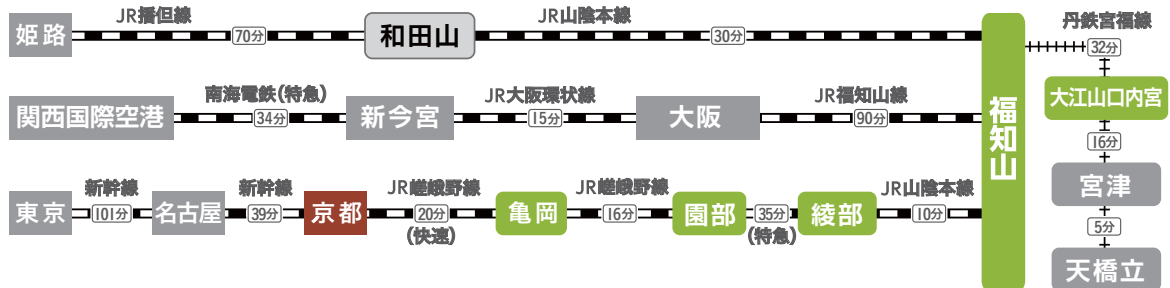 JR播但線
JR山陰本線
姫路
70分
和田山
30分
南海電鉄(特急)
JR大阪環状線
JR福知山線
関西国際空港
34分
新今宮
15分
大阪
90分
新幹線
新幹線
JR嵯峨野線
JR嵯峨野線
JR山陰本線
東京
101分
名古屋
39分
京都
20分
亀岡
16分
園部
35分
綾部
10分
(快速)
(特急)
福知山
丹鉄宮福線
32分
大江山口内宮
16分
宮津
5分
天橋立